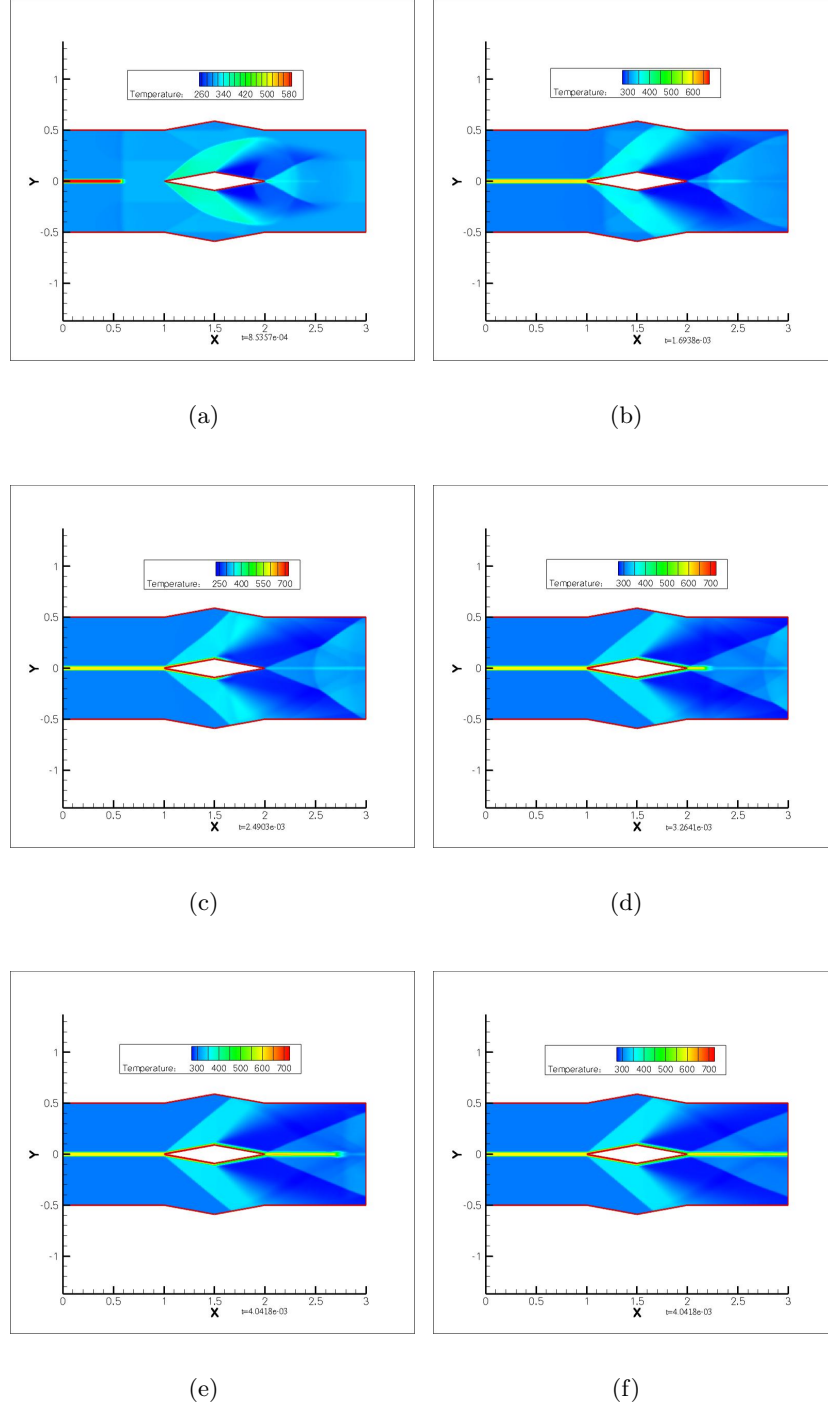 Temperature: 260 340 420 500 580
1
0.5
0
-0.5
-1
Y
0 0.5 1 1.5 2 2.5 3
X
t=8.5357e-04
(a)
Temperature: 300 400 500 600
1
0.5
0
-0.5
-1
Y
0 0.5 1 1.5 2 2.5 3
X
t=1.6938e-03
(b)
Temperature: 250 400 550 700
1
0.5
0
-0.5
-1
Y
0 0.5 1 1.5 2 2.5 3
X
t=2.4903e-03
(c)
Temperature: 300 400 500 600 700
1
0.5
0
-0.5
-1
Y
0 0.5 1 1.5 2 2.5 3
X
t=3.2641e-03
(d)
Temperature: 300 400 500 600 700
1
0.5
0
-0.5
-1
Y
0 0.5 1 1.5 2 2.5 3
X
t=4.0418e-03
(e)
Temperature: 300 400 500 600 700
1
0.5
0
-0.5
-1
Y
0 0.5 1 1.5 2 2.5 3
X
t=4.0418e-03
(f)